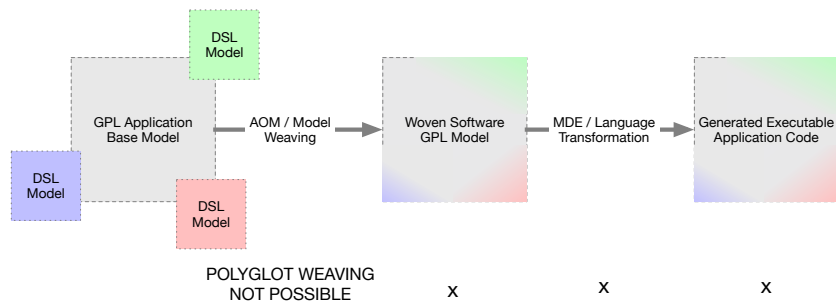 DSL
Model
GPL Application
Base Model
DSL
Model
DSL
Model
AOM / Model
Weaving
Woven Software
GPL Model
MDE / Language
Transformation
Generated Executable
Application Code
POLYGLOT WEAVING
NOT POSSIBLE
x
x
x